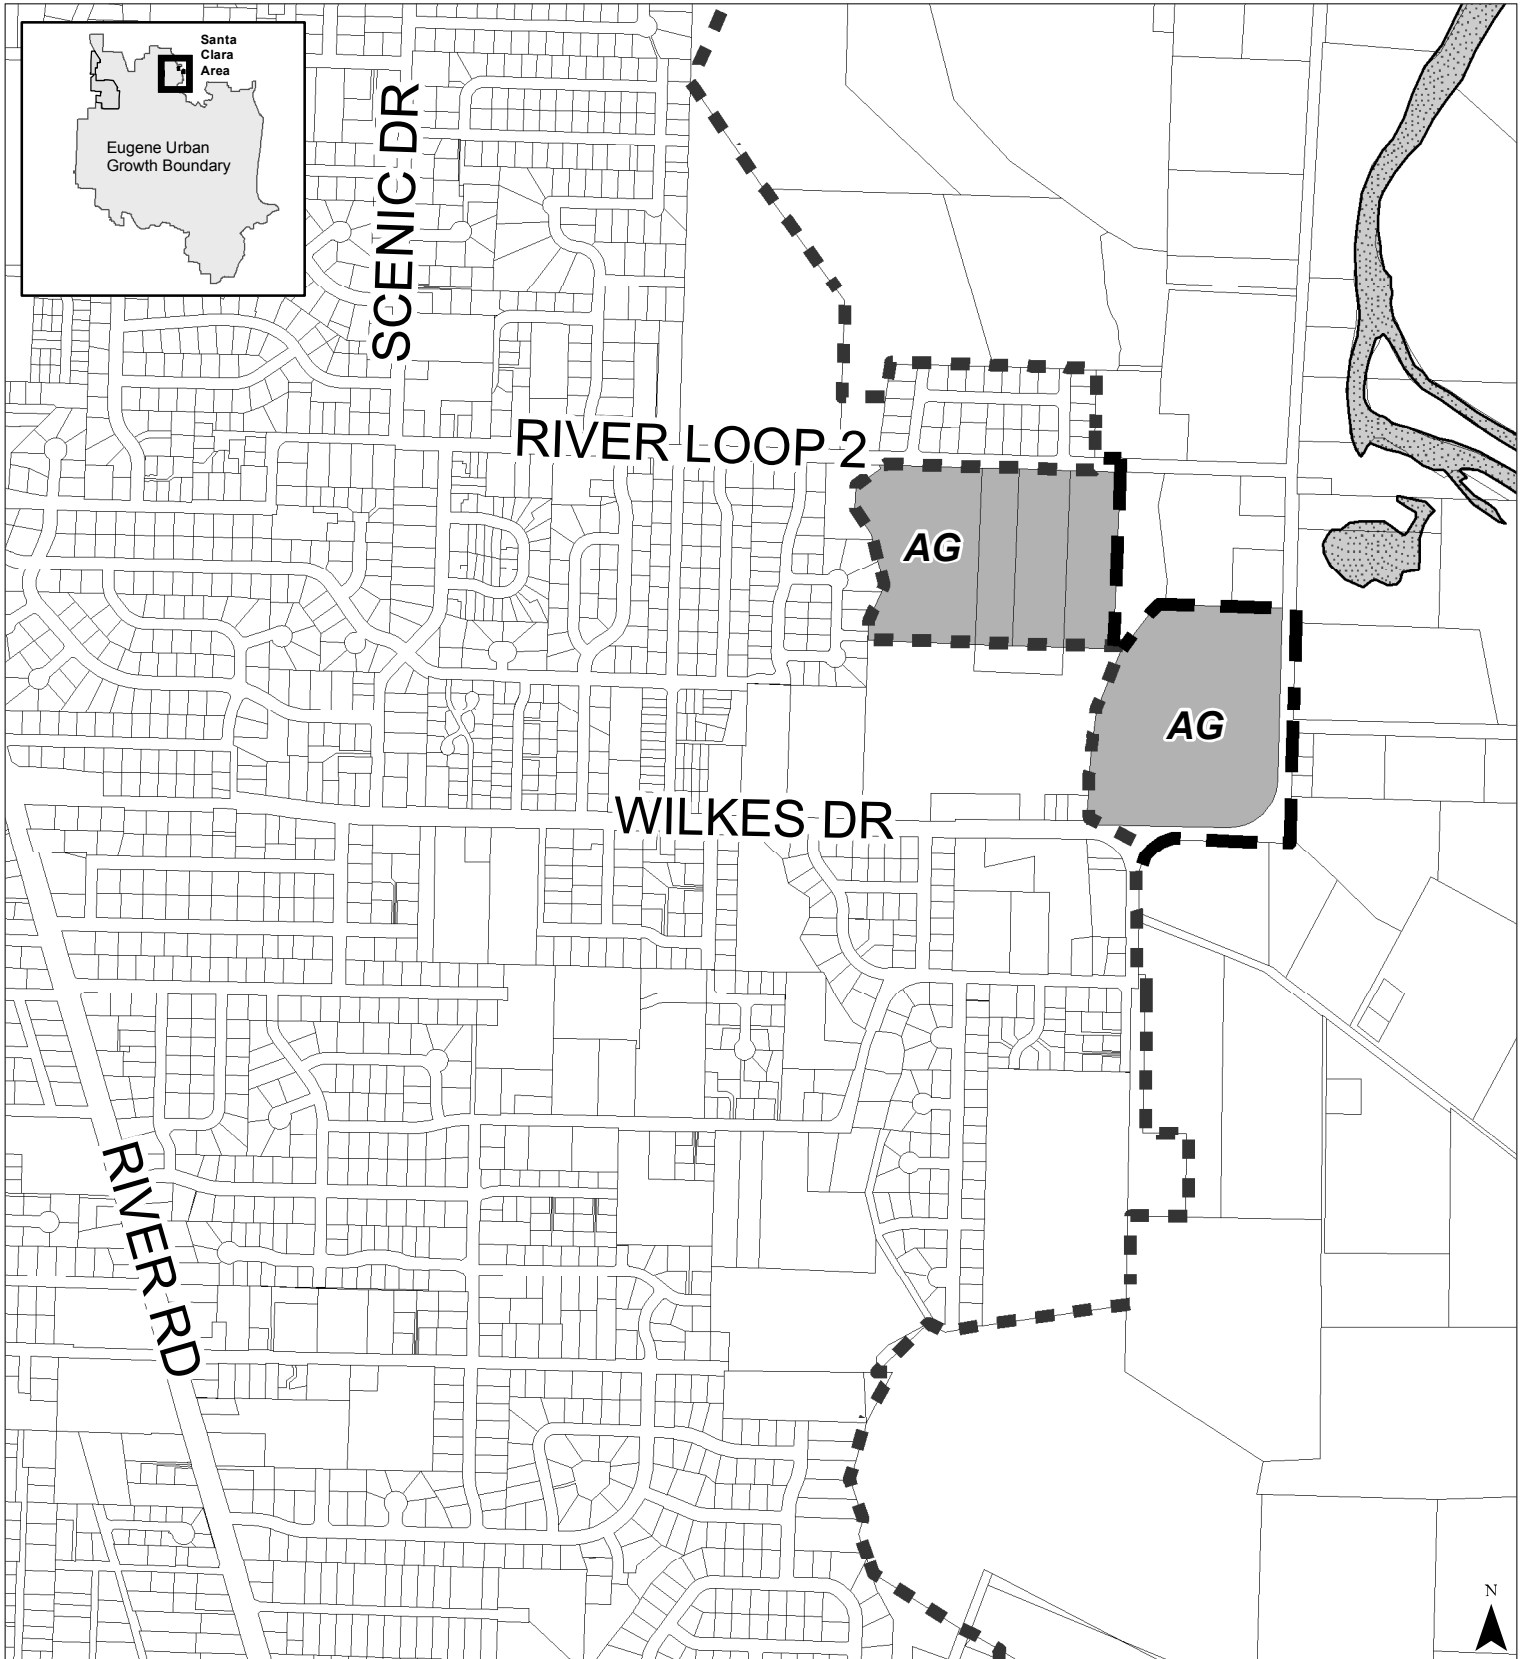 Santa
Clara
Area
Eugene Urban
Growth Boundary
SCENIC DR
RIVER LOOP 2
AG
AG
WILKES DR
RIVER RD
N